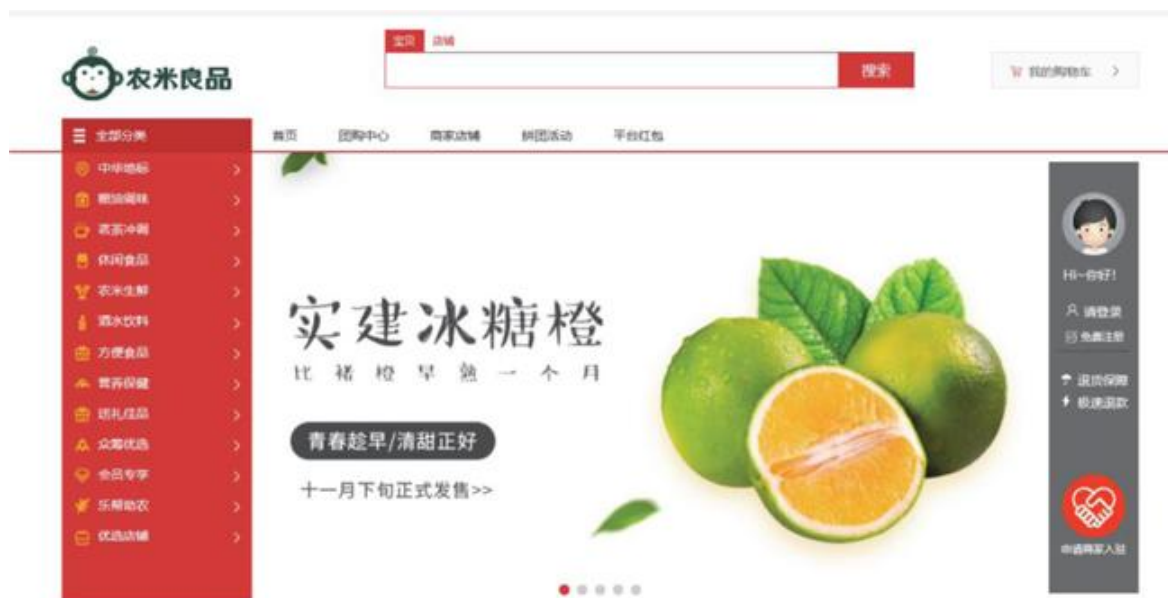 宝贝 店铺
农米良品
搜索
我的购物车
全部分类
首页 团购中心 商家店铺 拼团活动 平台红包
中华地标
粮油调味
茗茶冲调
休闲食品
农米生鲜
酒水饮料
方便食品
营养保健
送礼佳品
众筹优选
会员专享
乐帮助农
优选店铺
实建冰糖橙
比褚橙早熟一个月
青春趁早/清甜正好
十一月下旬正式发售>>
Hi~你好!
请登录
免费注册
退货保障
极速退款
申请商家入驻